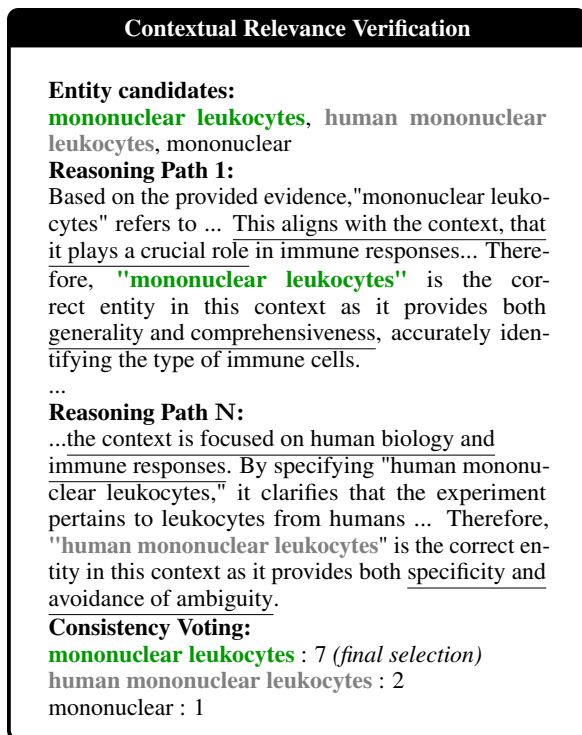 Contextual Relevance Verification
Entity candidates:
mononuclear leukocytes, human mononuclear
leukocytes, mononuclear
Reasoning Path 1:
Based on the provided evidence,"mononuclear leuko-
cytes" refers to ... This aligns with the context, that
it plays a crucial role in immune responses... There-
fore, "mononuclear leukocytes" is the cor-
rect entity in this context as it provides both
generality and comprehensiveness, accurately iden-
tifying the type of immune cells.
...
Reasoning Path N:
...the context is focused on human biology and
immune responses. By specifying "human mononu-
clear leukocytes," it clarifies that the experiment
pertains to leukocytes from humans ... Therefore,
"human mononuclear leukocytes" is the correct en-
tity in this context as it provides both specificity and
avoidance of ambiguity.
Consistency Voting:
mononuclear leukocytes : 7 (final selection)
human mononuclear leukocytes : 2
mononuclear : 1